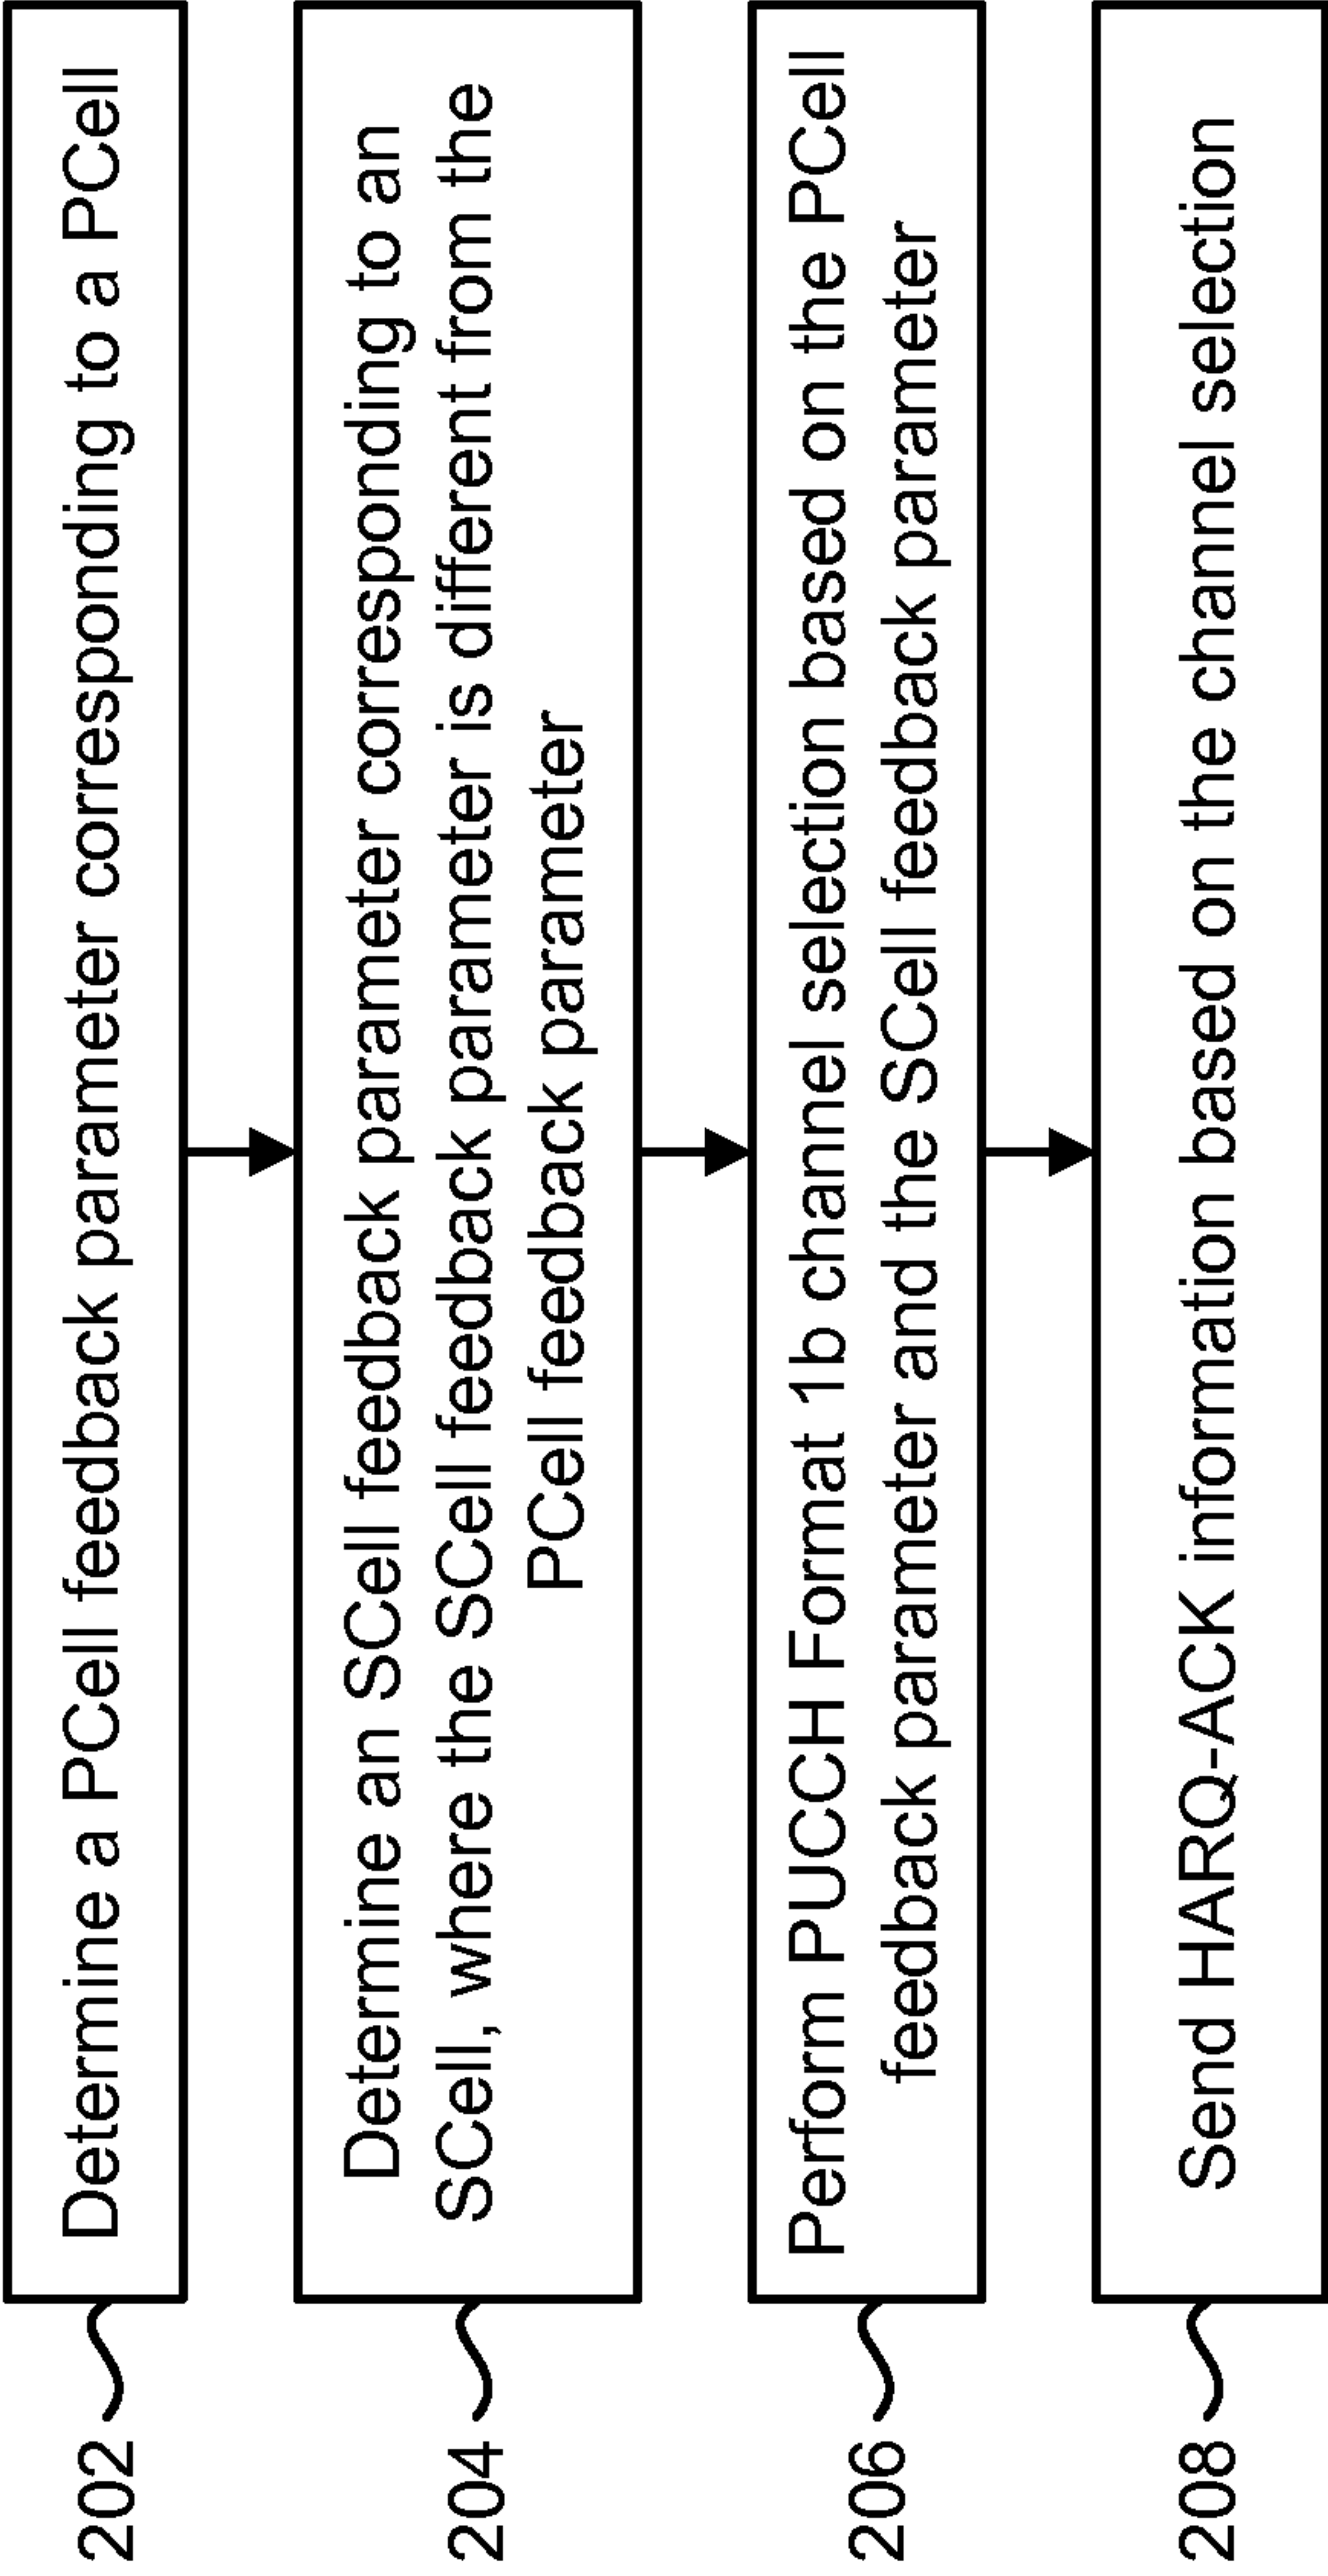 202
Determine a PCell feedback parameter corresponding to a PCell
204
Determine an SCell feedback parameter corresponding to an
SCell, where the SCell feedback parameter is different from the
PCell feedback parameter
206
Perform PUCCH Format 1b channel selection based on the PCell
feedback parameter and the SCell feedback parameter
208
Send HARQ-ACK information based on the channel selection